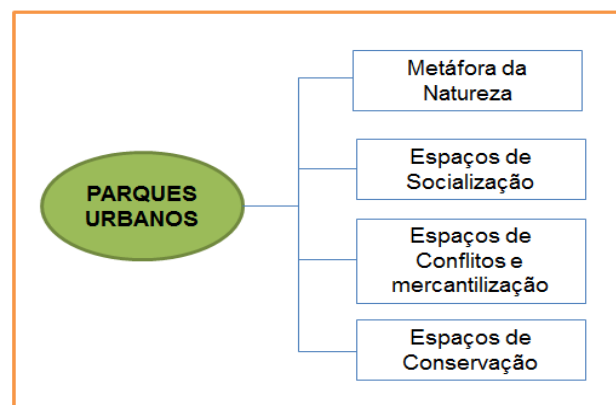 PARQUES
URBANOS
Metáfora da
Natureza
Espaços de
Socialização
Espaços de
Conflitos e
mercantilização
Espaços de
Conservação